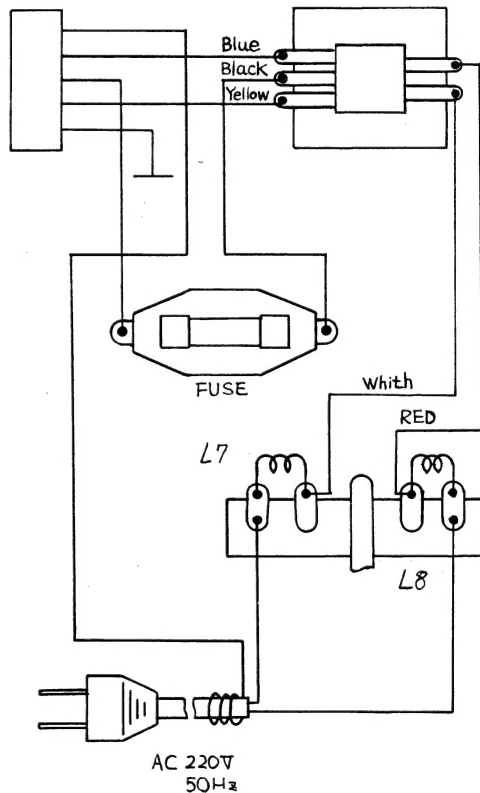 Blue
Black
Yellow
FUSE
Whith
RED
L7
L8
AC 220V
50Hz